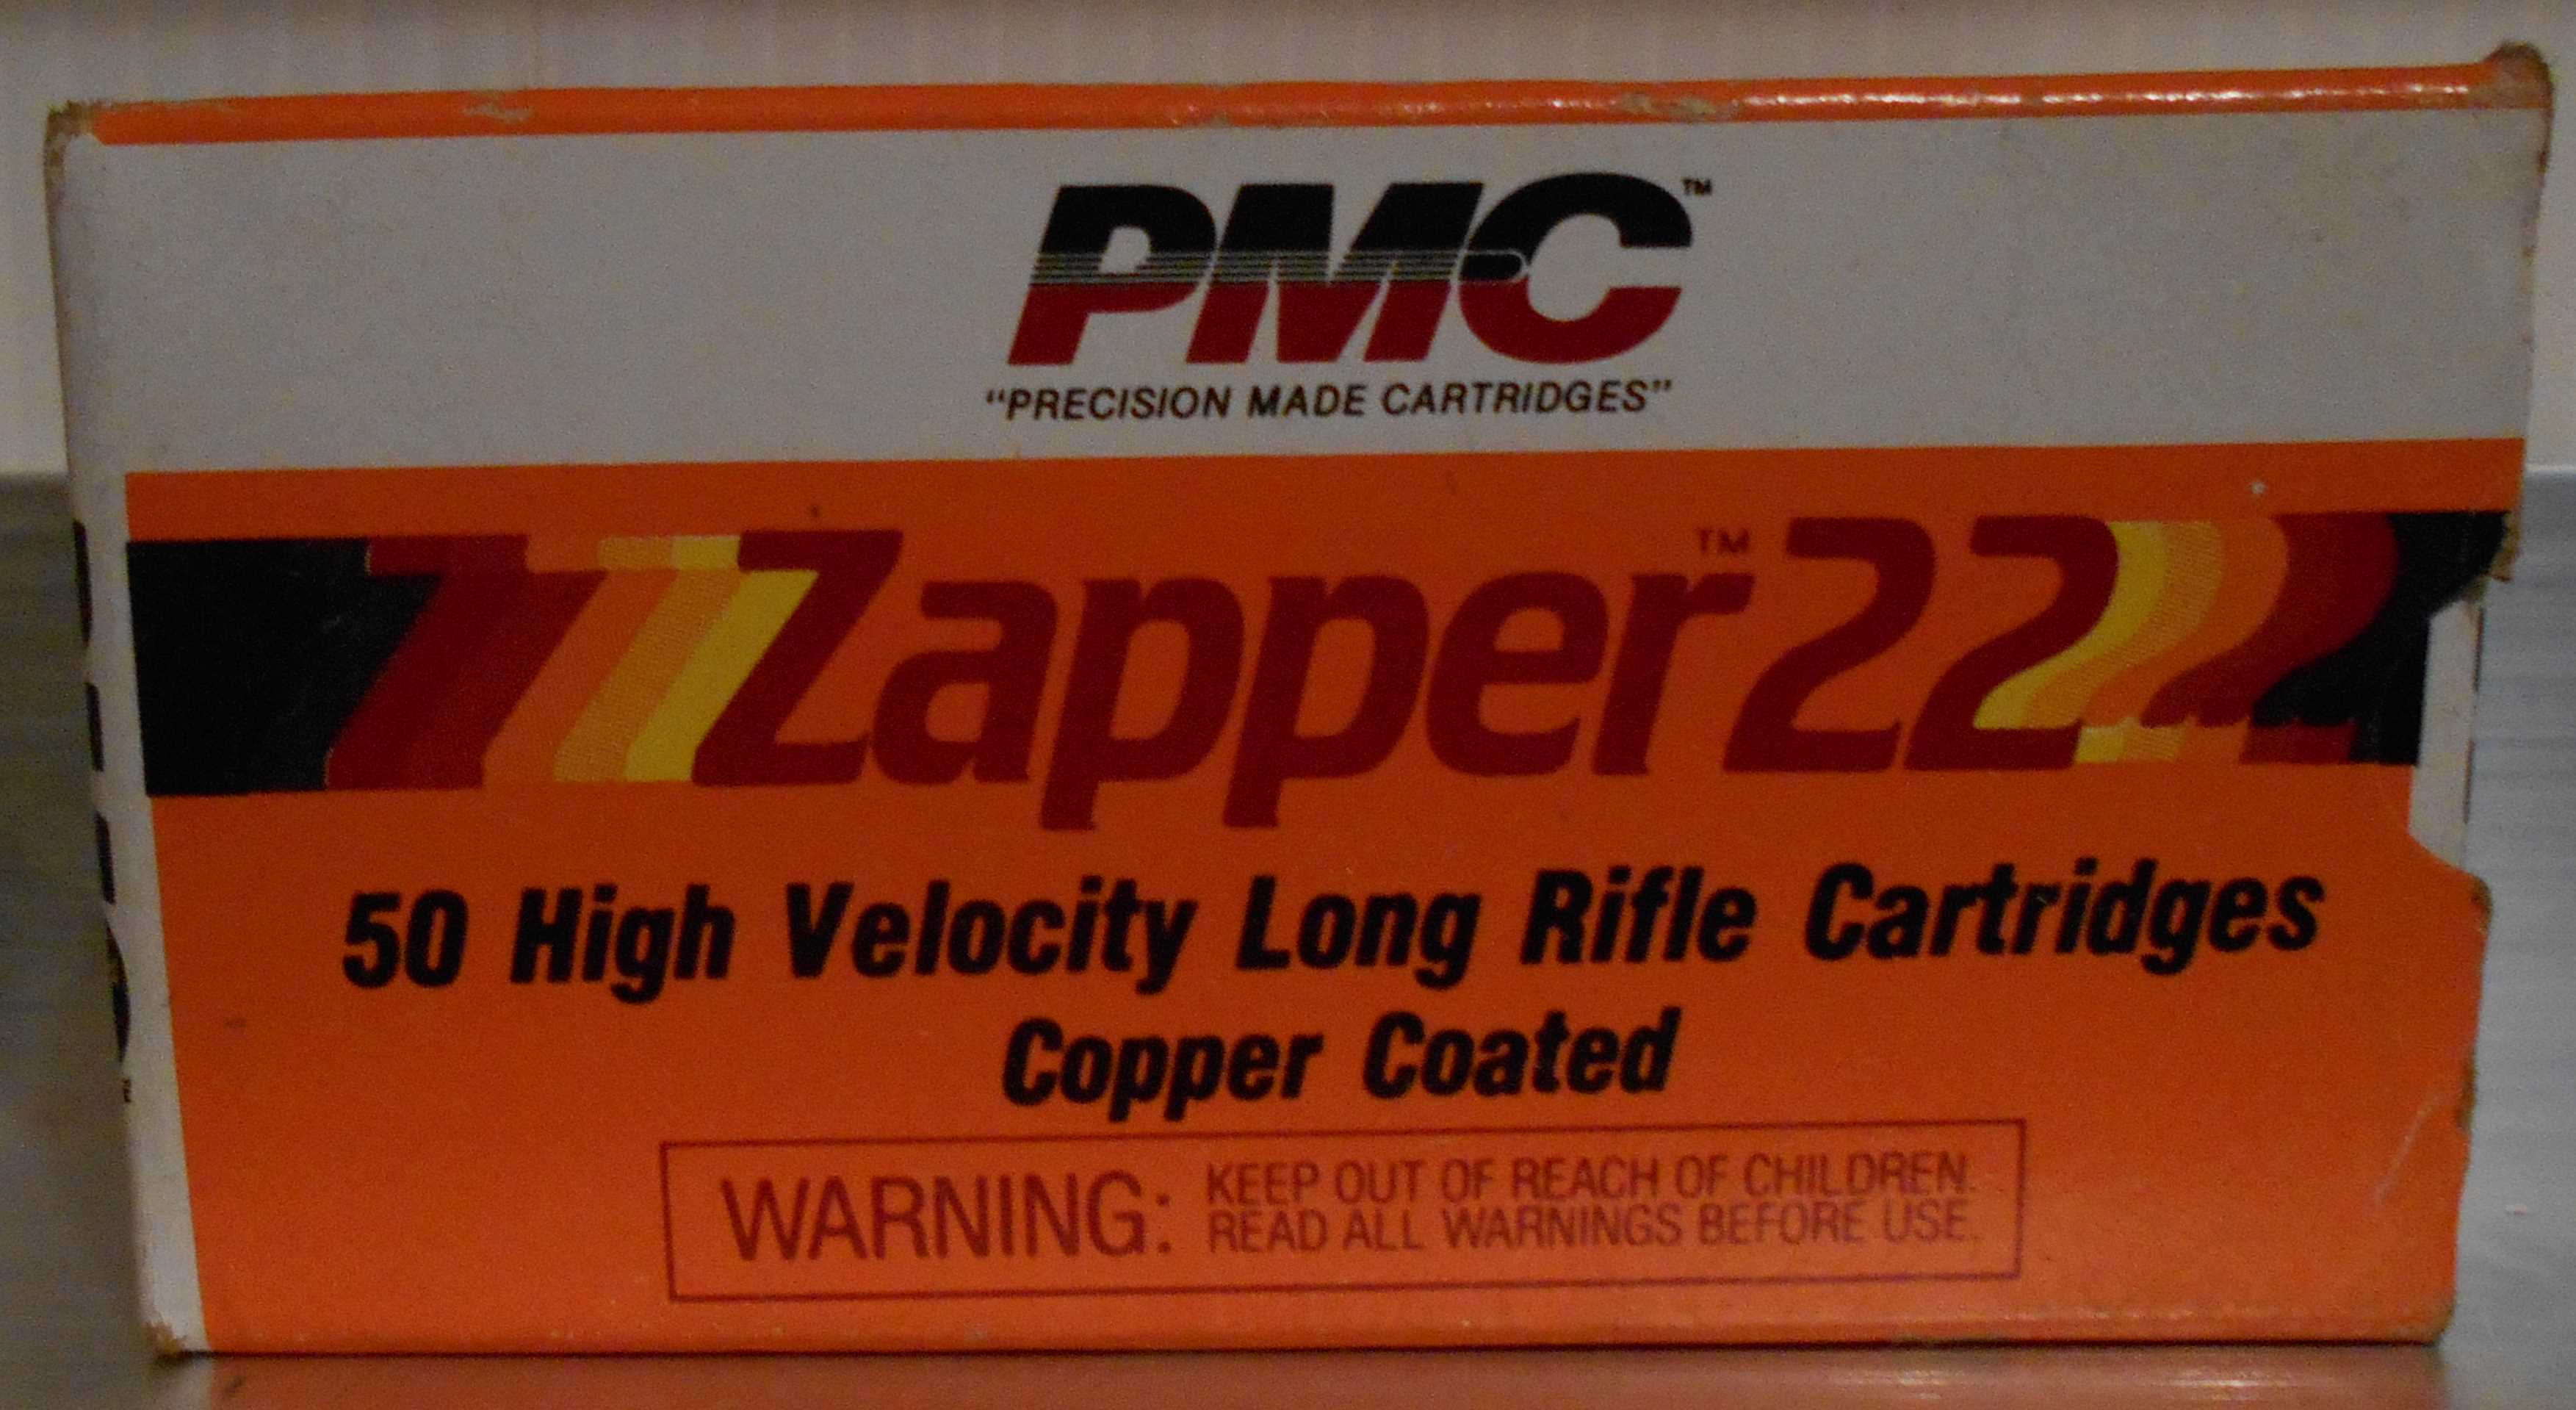 PMC™
"PRECISION MADE CARTRIDGES"
Zapper™22
50 High Velocity Long Rifle Cartridges
Copper Coated
WARNING: KEEP OUT OF REACH OF CHILDREN.
READ ALL WARNINGS BEFORE USE.